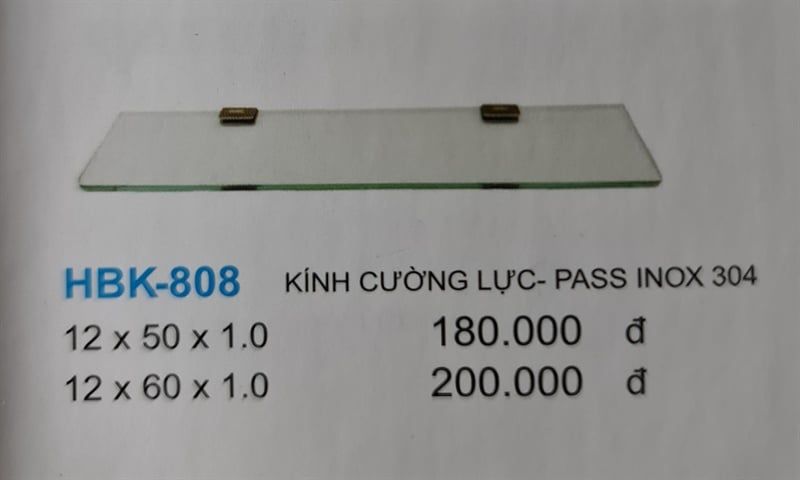 HBK-808 KÍNH CƯỜNG LỰC- PASS INOX 304
12 x 50 x 1.0 180.000 đ
12 x 60 x 1.0 200.000 đ